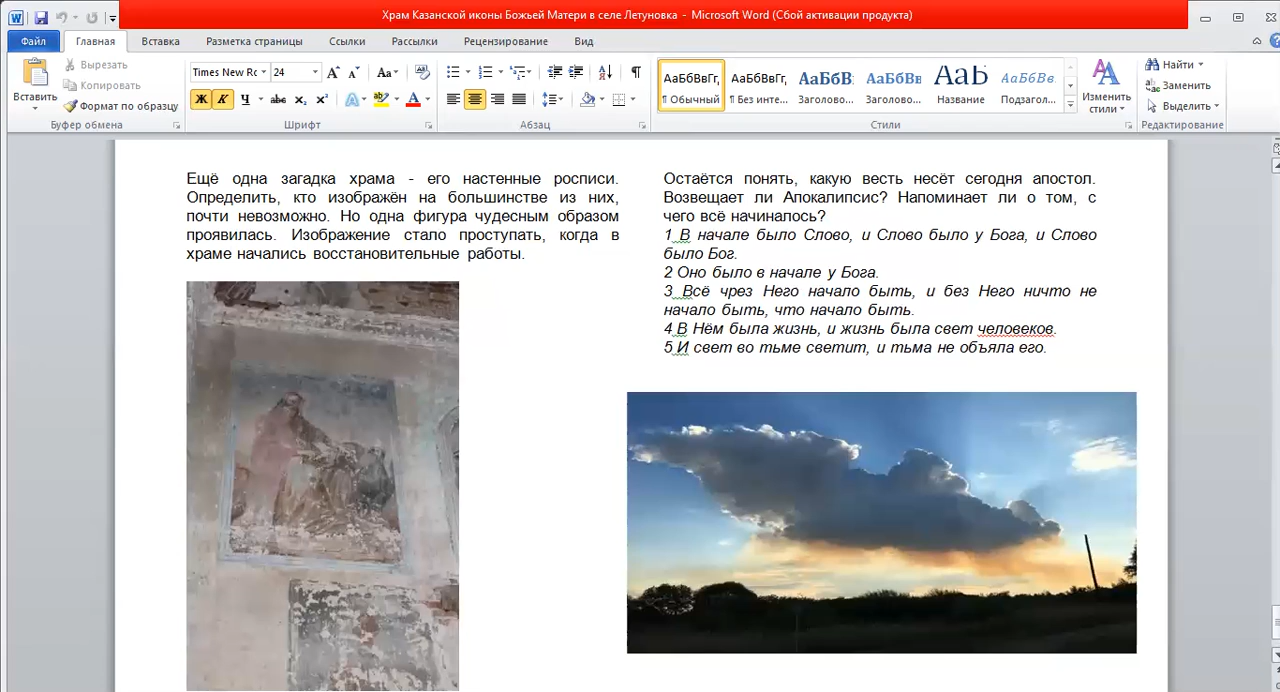 Храм Казанской иконы Божьей Матери в селе Летуновка - Microsoft Word (Сбой активации продукта)
Файл Главная Вставка Разметка страницы Ссылки Рассылки Рецензирование Вид
Вставить
Вырезать
Копировать
Формат по образцу
Буфер обмена
Times New Rc 24
Ж К Ч abc x₂ x² A A
Шрифт
Абзац
АаБбВвГг,
¶ Обычный
АаБбВвГг,
¶ Без инте...
АаБбВ
Заголово...
АаБбВв
Заголово...
АаБ
Название
АаБбВв.
Подзагол...
Стили
Изменить
стили
Найти
Заменить
Выделить
Редактирование
Ещё одна загадка храма - его настенные росписи.
Определить, кто изображён на большинстве из них,
почти невозможно. Но одна фигура чудесным образом
проявилась. Изображение стало проступать, когда в
храме начались восстановительные работы.
Остаётся понять, какую весть несёт сегодня апостол.
Возвещает ли Апокалипсис? Напоминает ли о том, с
чего всё начиналось?
1 В начале было Слово, и Слово было у Бога, и Слово
было Бог.
2 Оно было в начале у Бога.
3 Всё чрез Него начало быть, и без Него ничто не
начало быть, что начало быть.
4 В Нём была жизнь, и жизнь была свет человеков.
5 И свет во тьме светит, и тьма не объяла его.